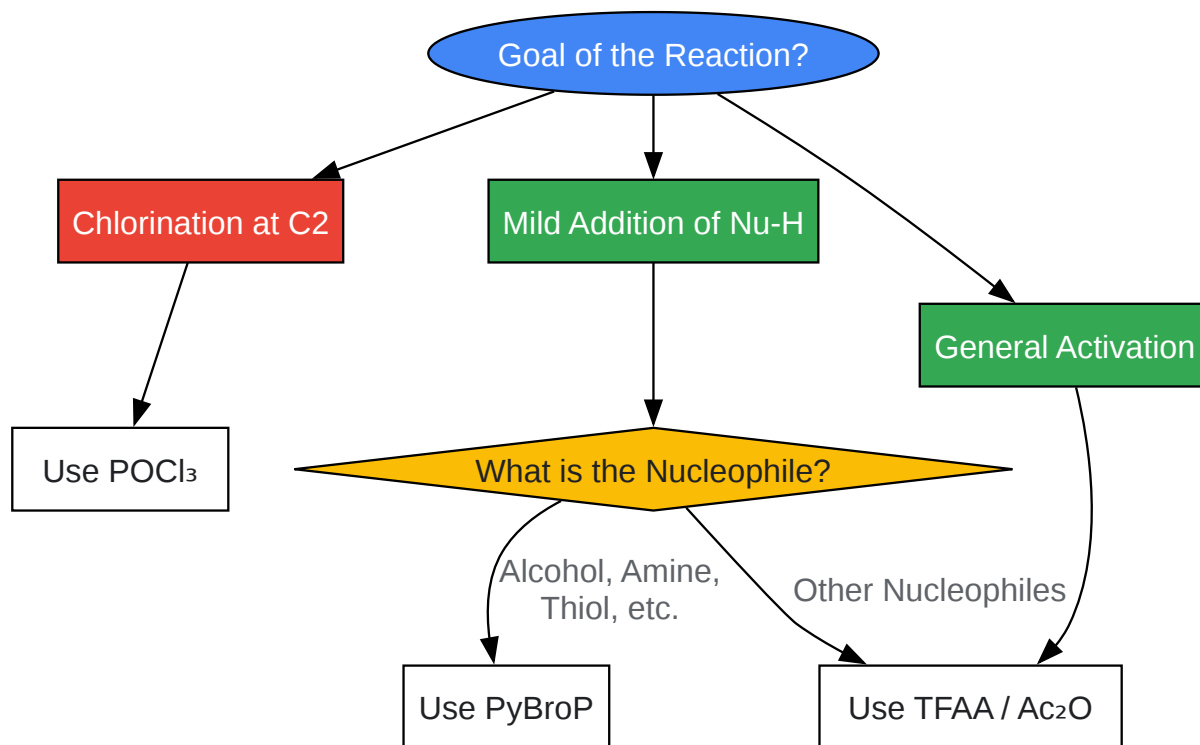 Goal of the Reaction?
Chlorination at C2
Mild Addition of Nu-H
General Activation
Use POCl₃
What is the Nucleophile?
Alcohol, Amine,
Thiol, etc.
Other Nucleophiles
Use PyBroP
Use TFAA / Ac₂O